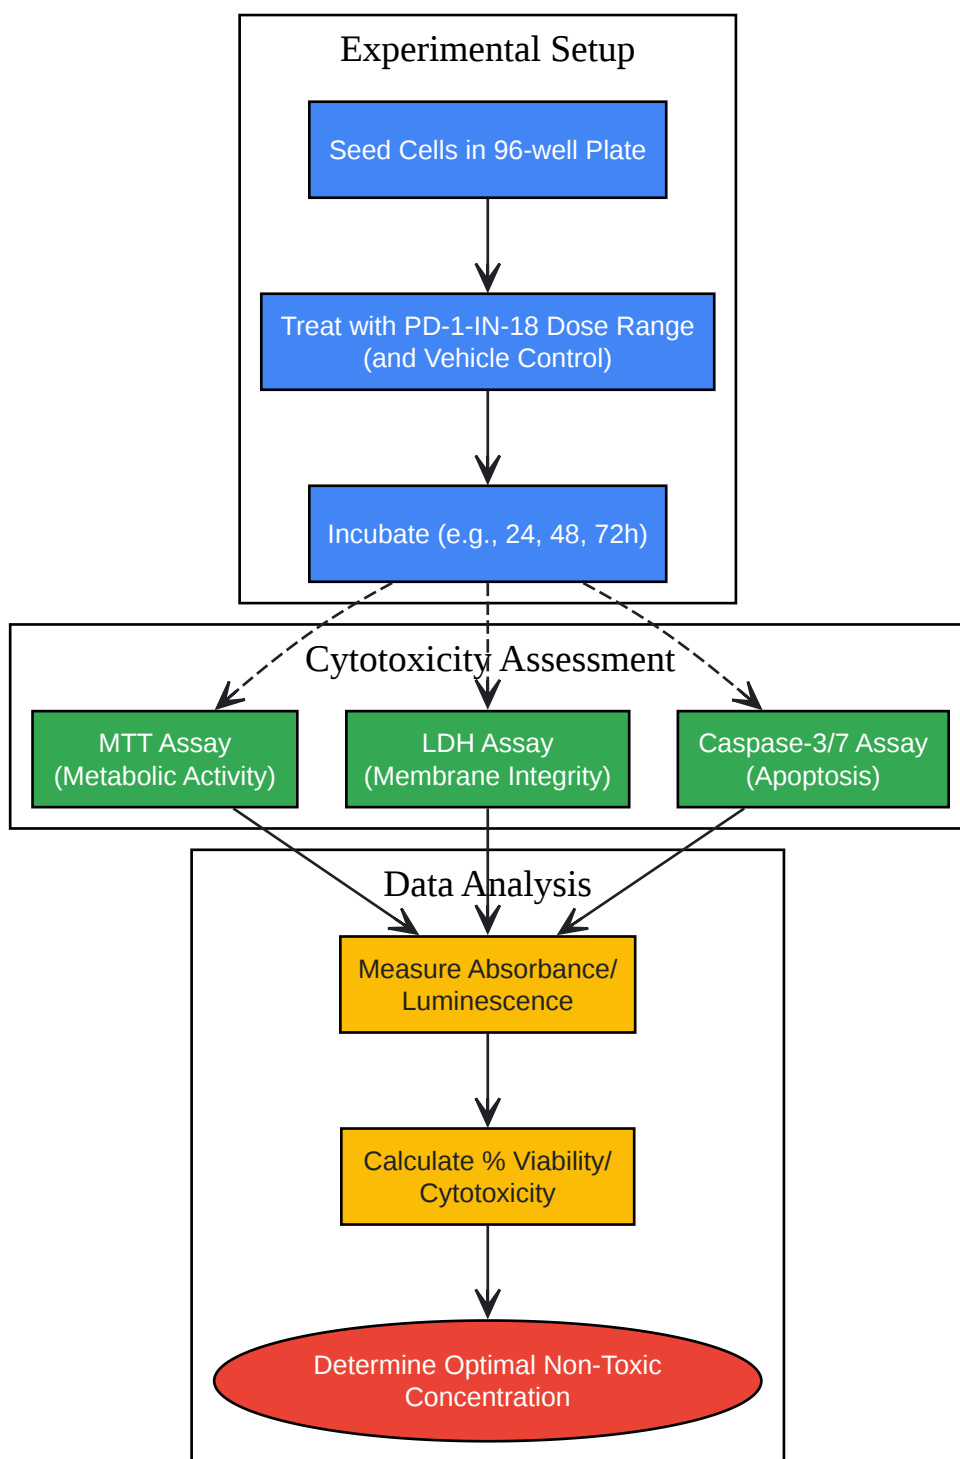 Experimental Setup
Seed Cells in 96-well Plate
Treat with PD-1-IN-18 Dose Range
(and Vehicle Control)
Incubate (e.g., 24, 48, 72h)
Cytotoxicity Assessment
MTT Assay
(Metabolic Activity)
LDH Assay
(Membrane Integrity)
Caspase-3/7 Assay
(Apoptosis)
Data Analysis
Measure Absorbance/
Luminescence
Calculate % Viability/
Cytotoxicity
Determine Optimal Non-Toxic
Concentration